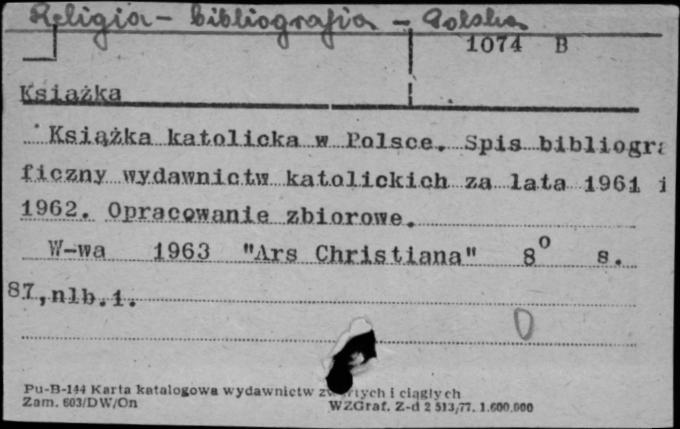 Religia - bibliografia - Polska
1074 B
Książka
Książka katolicka w Polsce. Spis bibliogra
ficzny wydawnictw katolickich za lata 1961 i
1962. Opracowanie zbiorowe.
W-wa 1963 "Ars Christiana" 8° s.
87,nlb.1.
0
Pu-B-144 Karta katalogowa wydawnictw zwartych i ciągłych
Zam. 603/DW/On WZGraf. Z-d 2 513/77. 1.600.000